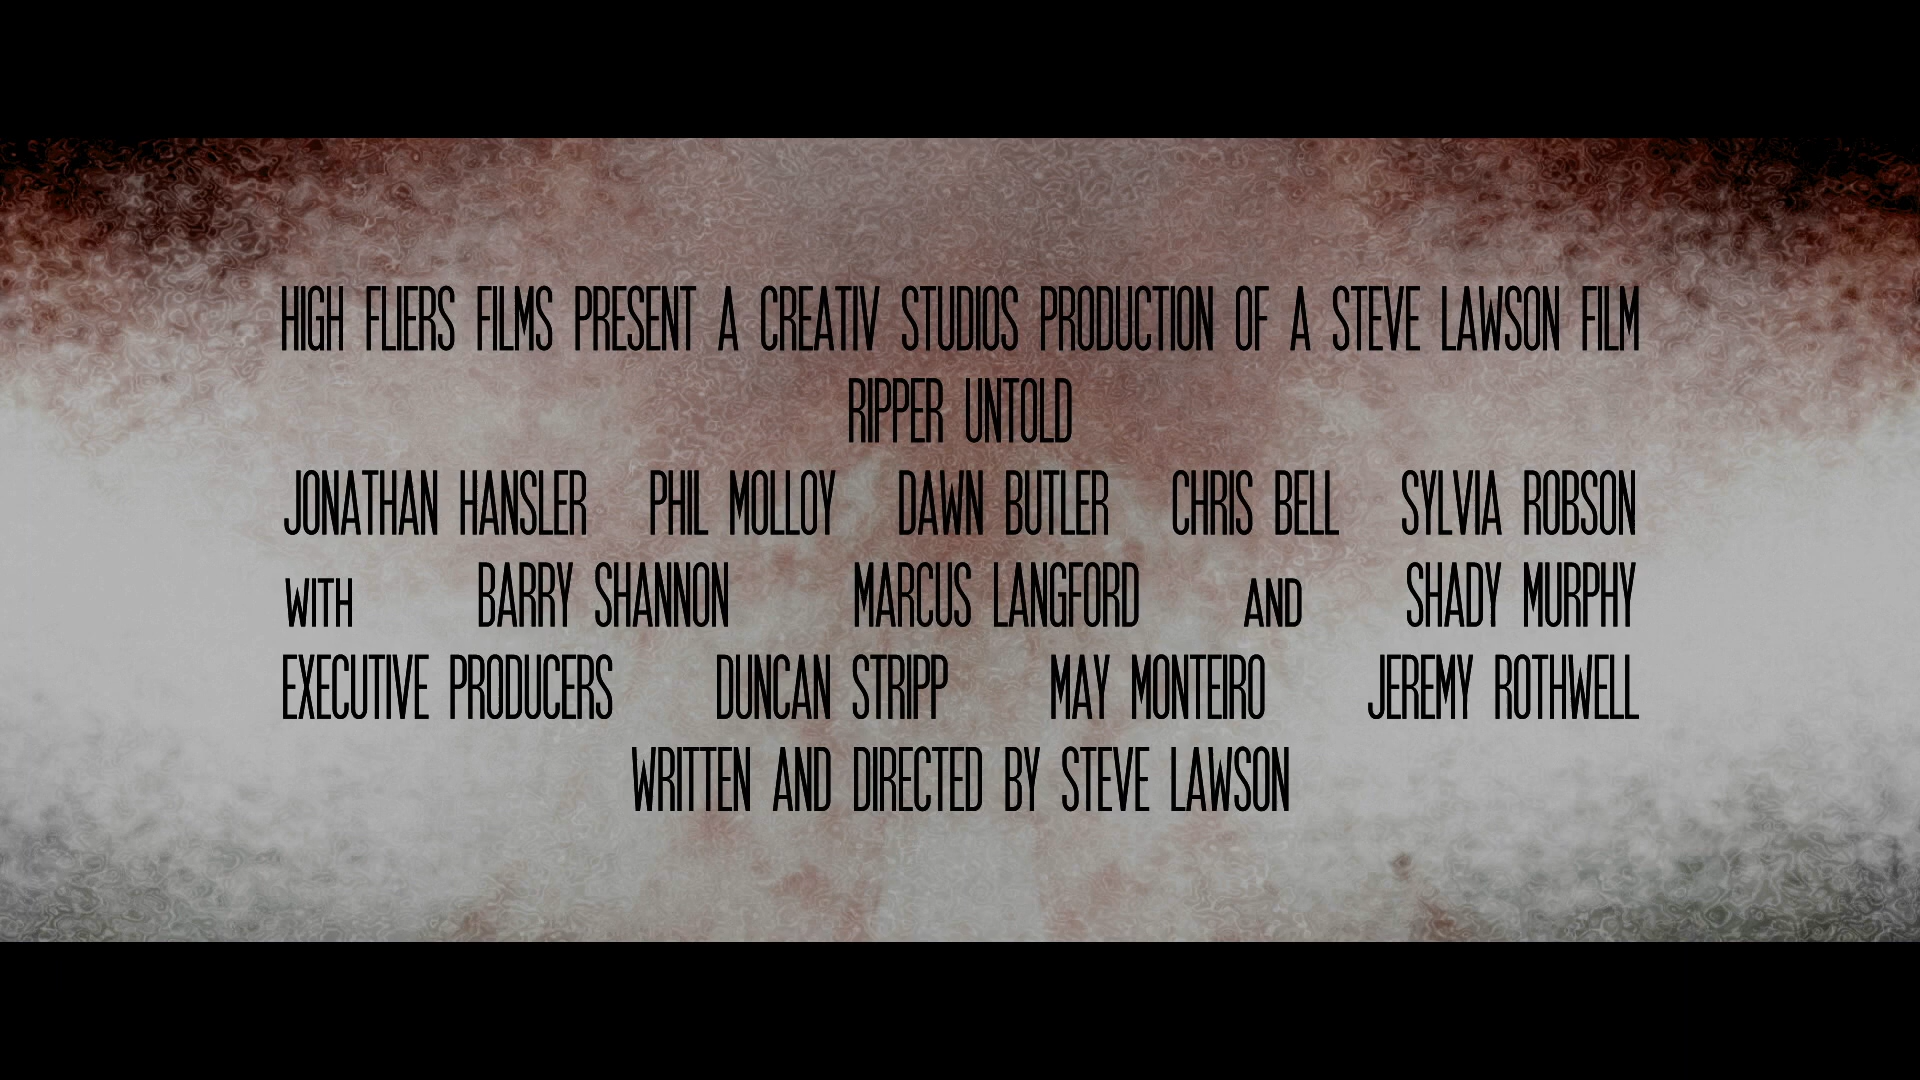 HIGH FLIERS FILMS PRESENT A CREATIV STUDIOS PRODUCTION OF A STEVE LAWSON FILM
RIPPER UNTOLD
JONATHAN HANSLER PHIL MOLLOY DAWN BUTLER CHRIS BELL SYLVIA ROBSON
WITH BARRY SHANNON MARCUS LANGFORD AND SHADY MURPHY
EXECUTIVE PRODUCERS DUNCAN STRIPP MAY MONTEIRO JEREMY ROTHWELL
WRITTEN AND DIRECTED BY STEVE LAWSON